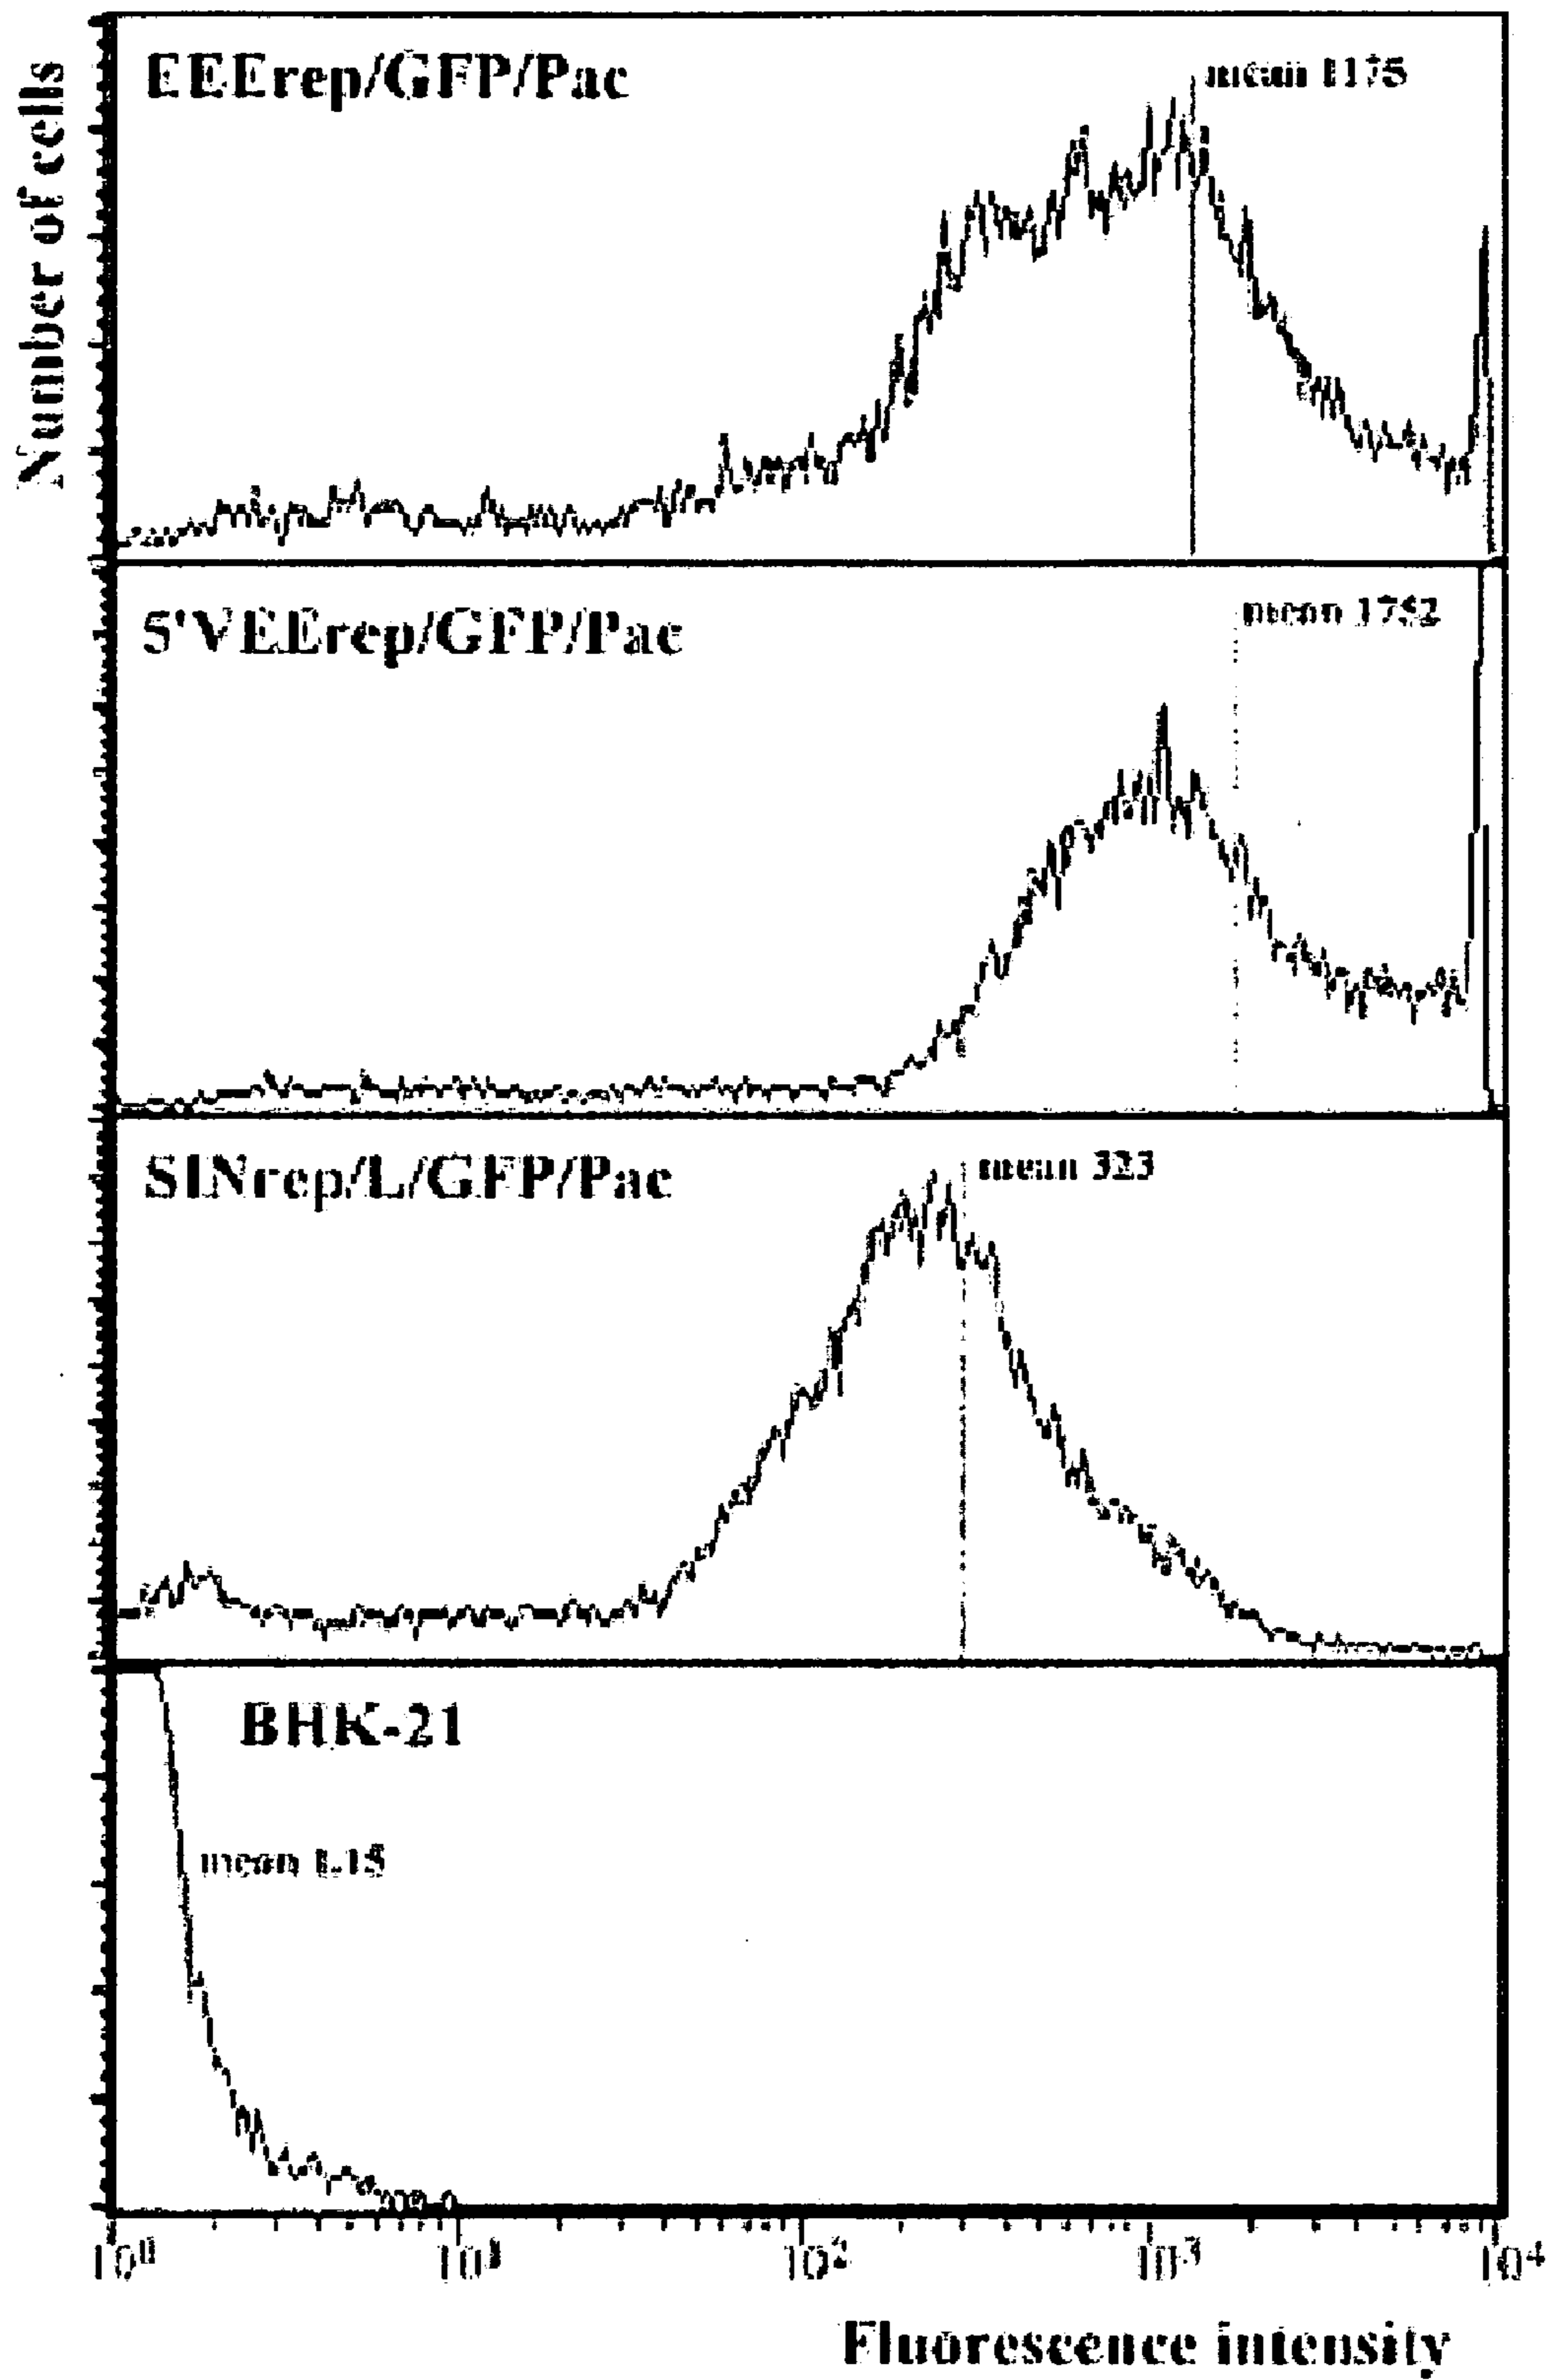 Number of cells
EEErep/GFP/Pac
mean 1175
5'VEErep/GFP/Pac
mean 1752
SINrep/L/GFP/Pac
mean 323
BHK-21
mean 1.15
10⁰ 10¹ 10² 10³ 10⁴
Fluorescence intensity